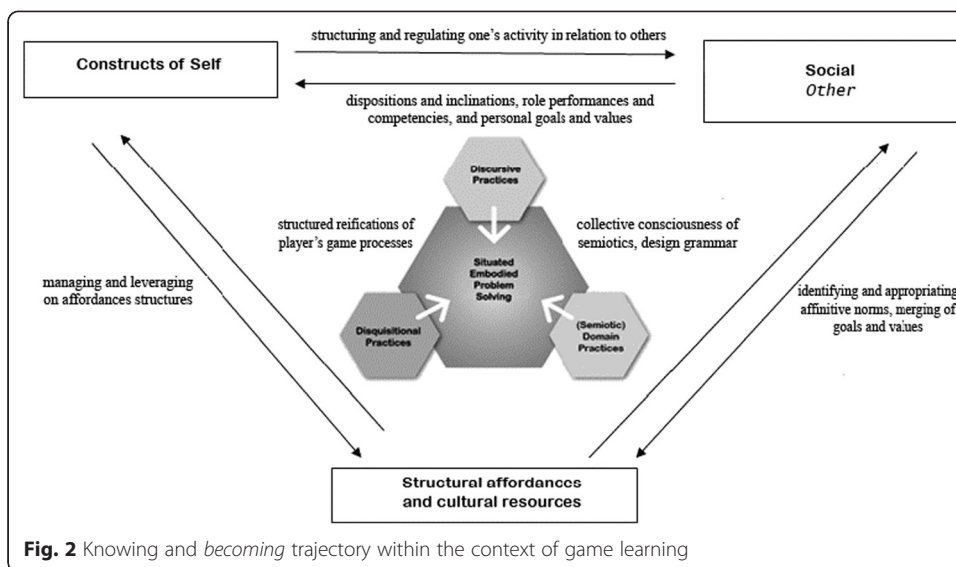 structuring and regulating one's activity in relation to others
Constructs of Self
Social
Other
dispositions and inclinations, role performances and
competencies, and personal goals and values
Discursive
Practices
structured reifications of
player's game processes
collective consciousness of
semiotics, design grammar
Situated
Embodied
Problem
Solving
managing and leveraging
on affordances structures
identifying and appropriating
affinitive norms, merging of
goals and values
Disquisitional
Practices
(Semiotic)
Domain
Practices
Structural affordances
and cultural resources
Fig. 2 Knowing and becoming trajectory within the context of game learning